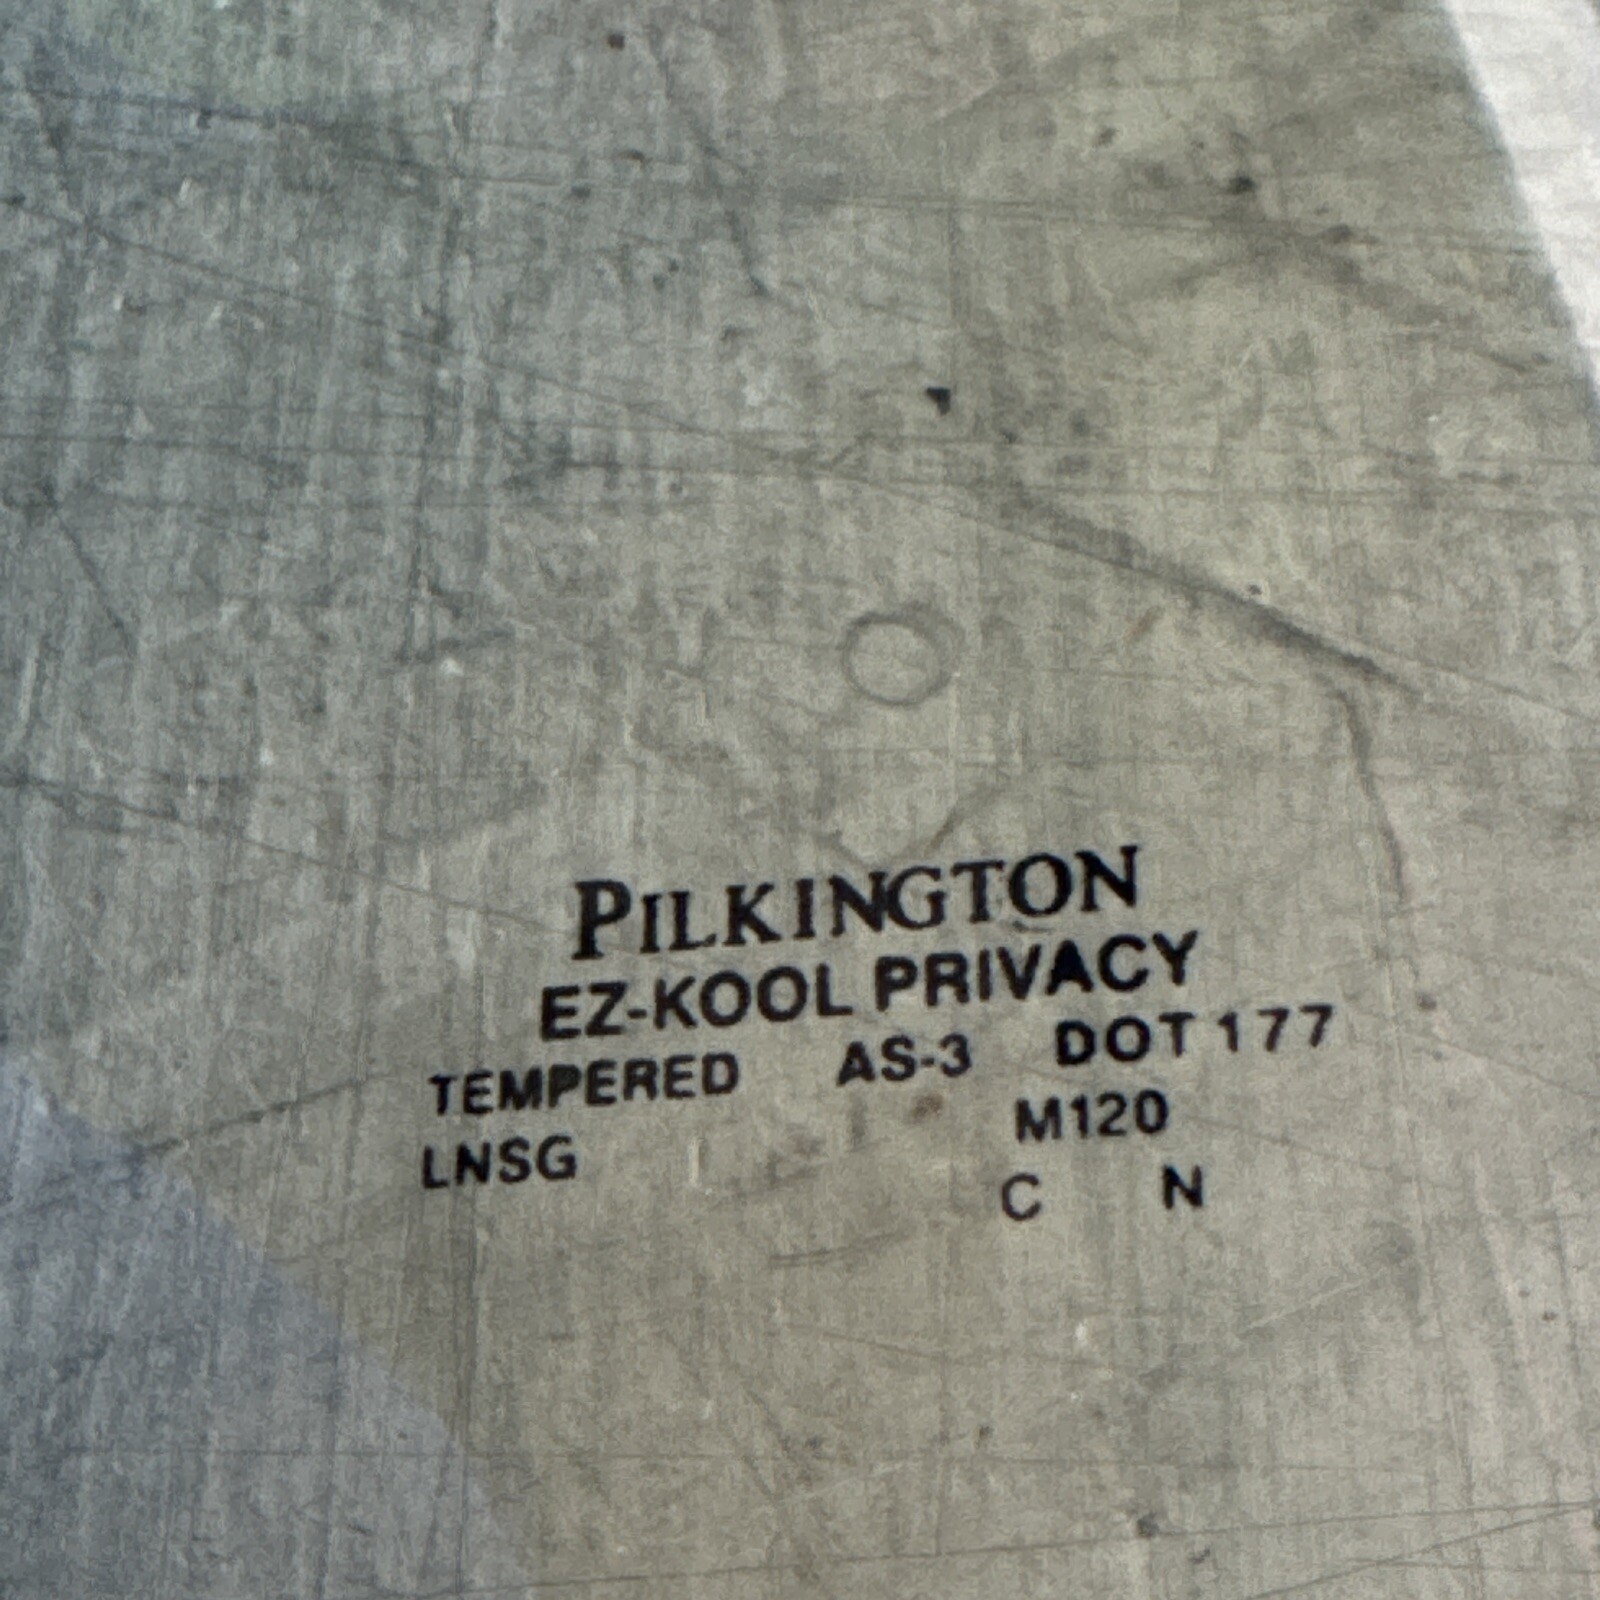 PILKINGTON
EZ-KOOL PRIVACY
TEMPERED AS-3 DOT 177
LNSG M120
C N